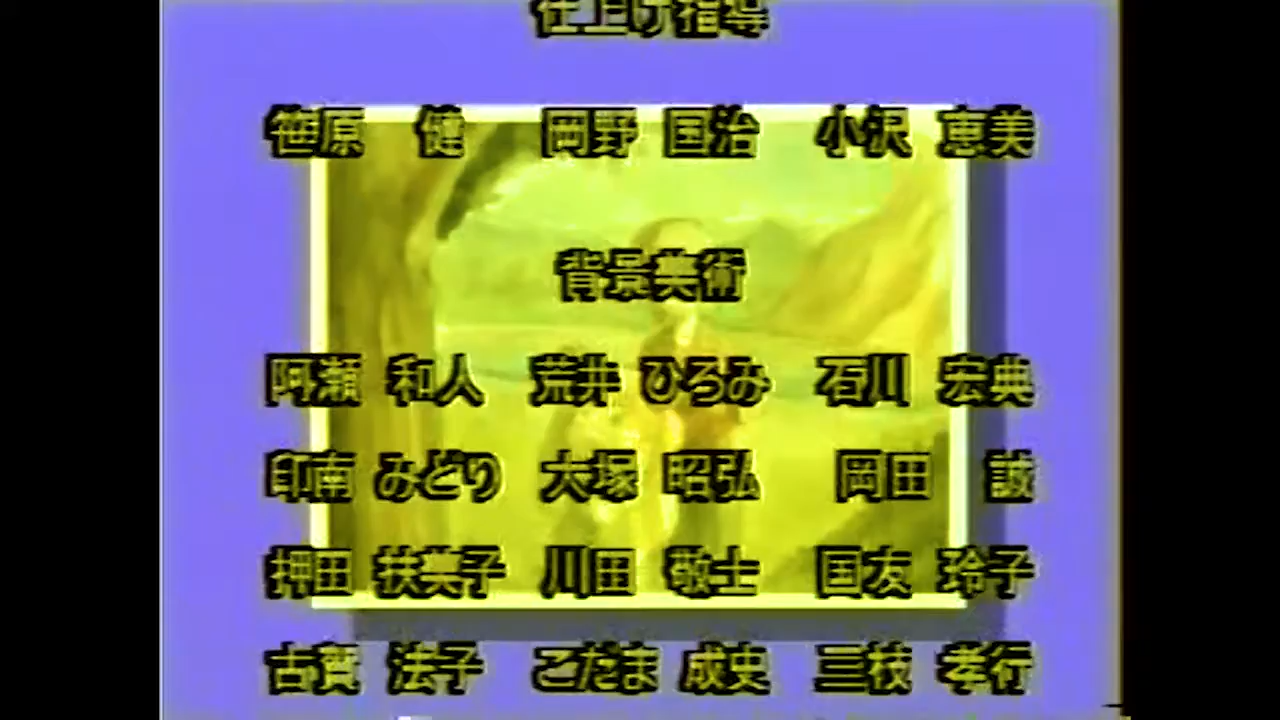 仕上げ指導
笹原 健 岡野 国治 小沢 恵美
背景美術
阿瀬 和人 荒井 ひろみ 石川 宏典
印南 みどり 大塚 昭弘 岡田 誠
押田 扶美子 川田 敬士 国友 玲子
古賀 法子 こだま 成史 三枝 孝行